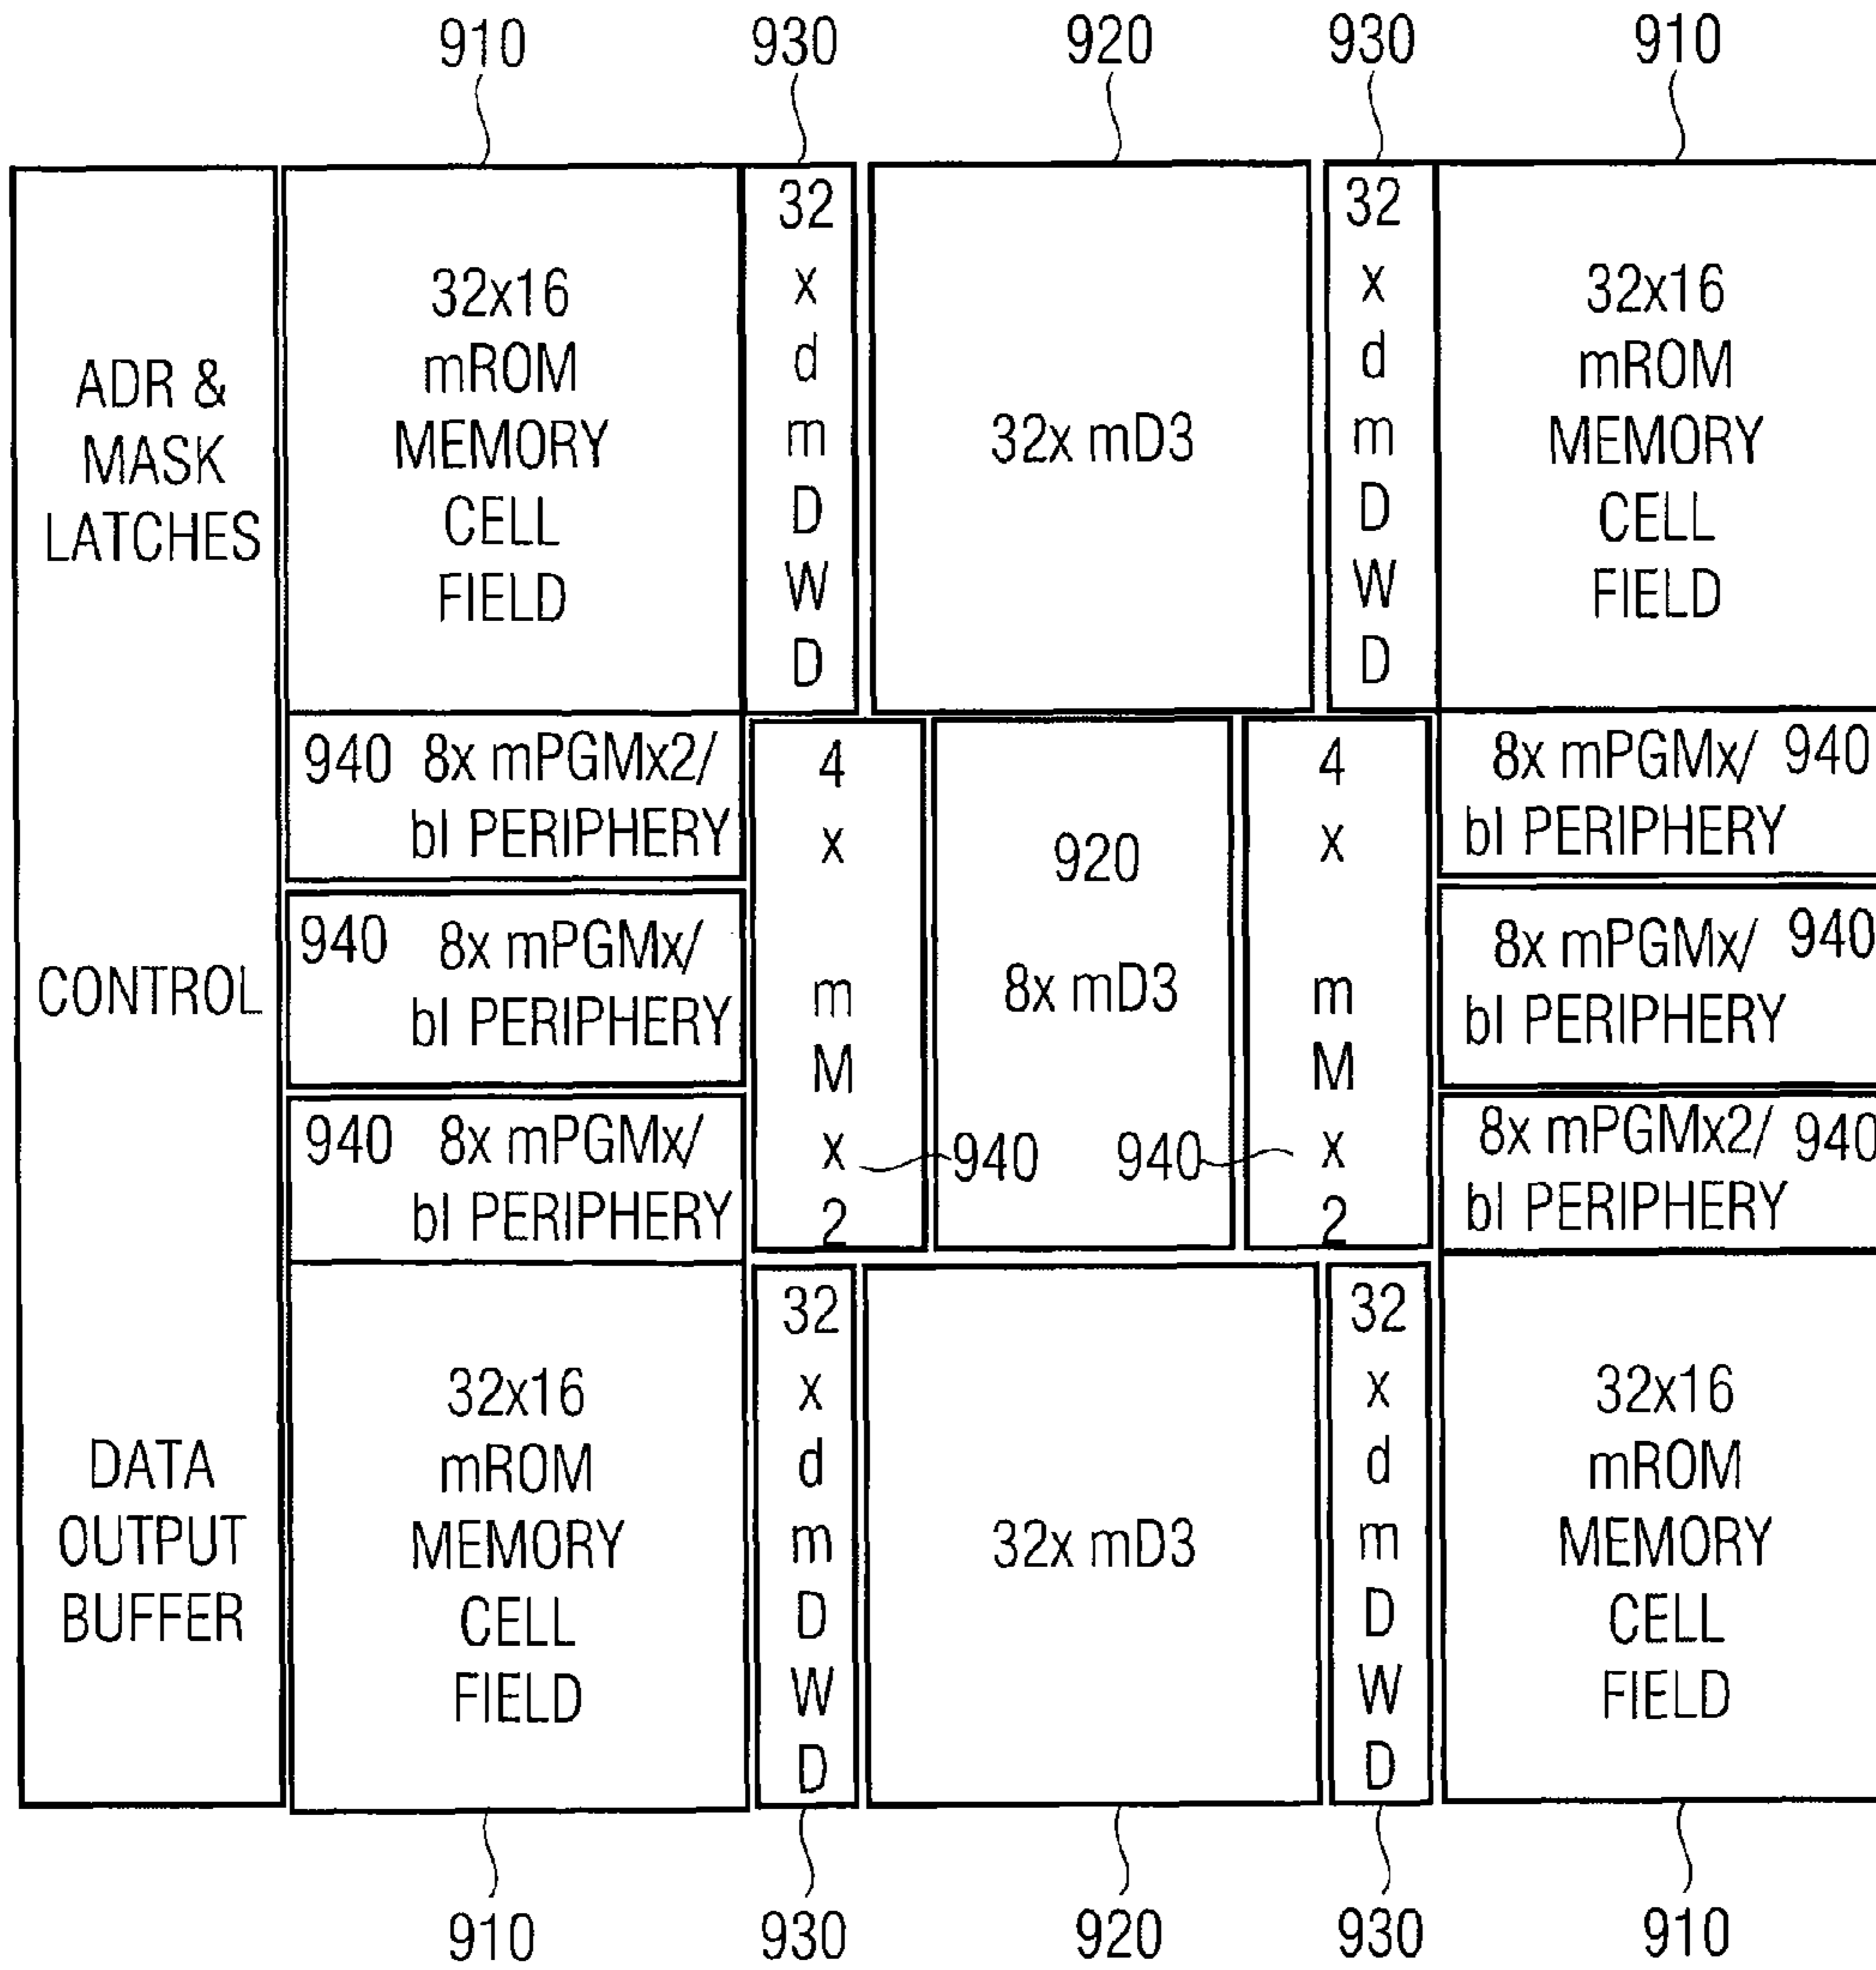 910 930 920 930 910
ADR &
MASK
LATCHES
32x16
mROM
MEMORY
CELL
FIELD
32
x
d
m
D
W
D
32x mD3
32
x
d
m
D
W
D
32x16
mROM
MEMORY
CELL
FIELD
CONTROL
940 8x mPGMx2/
bl PERIPHERY
940 8x mPGMx/
bl PERIPHERY
940 8x mPGMx/
bl PERIPHERY
4
x
m
M
x
2
940
920
8x mD3
940
4
x
m
M
x
2
8x mPGMx/ 940
bl PERIPHERY
8x mPGMx/ 940
bl PERIPHERY
8x mPGMx2/ 940
bl PERIPHERY
DATA
OUTPUT
BUFFER
32x16
mROM
MEMORY
CELL
FIELD
32
x
d
m
D
W
D
32x mD3
32
x
d
m
D
W
D
32x16
mROM
MEMORY
CELL
FIELD
910 930 920 930 910